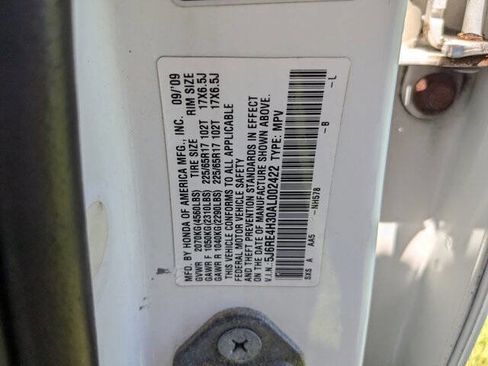 MFD. BY HONDA OF AMERICA MFG., INC. 09/'09
TIRE SIZE RIM SIZE
GVWR 2070KG(4560LBS)
GAWR F 1050KG(2310LBS) 225/65R17 102T 17X6.5J
GAWR R 1040KG(2280LBS) 225/65R17 102T 17X6.5J
THIS VEHICLE CONFORMS TO ALL APPLICABLE
FEDERAL MOTOR VEHICLE SAFETY
AND THEFT PREVENTION STANDARDS IN EFFECT
ON THE DATE OF MANUFACTURE SHOWN ABOVE.
V.I.N.: 5J6RE4H30AL002422 TYPE: MPV
-NH578 -B -L
SXS A AA5